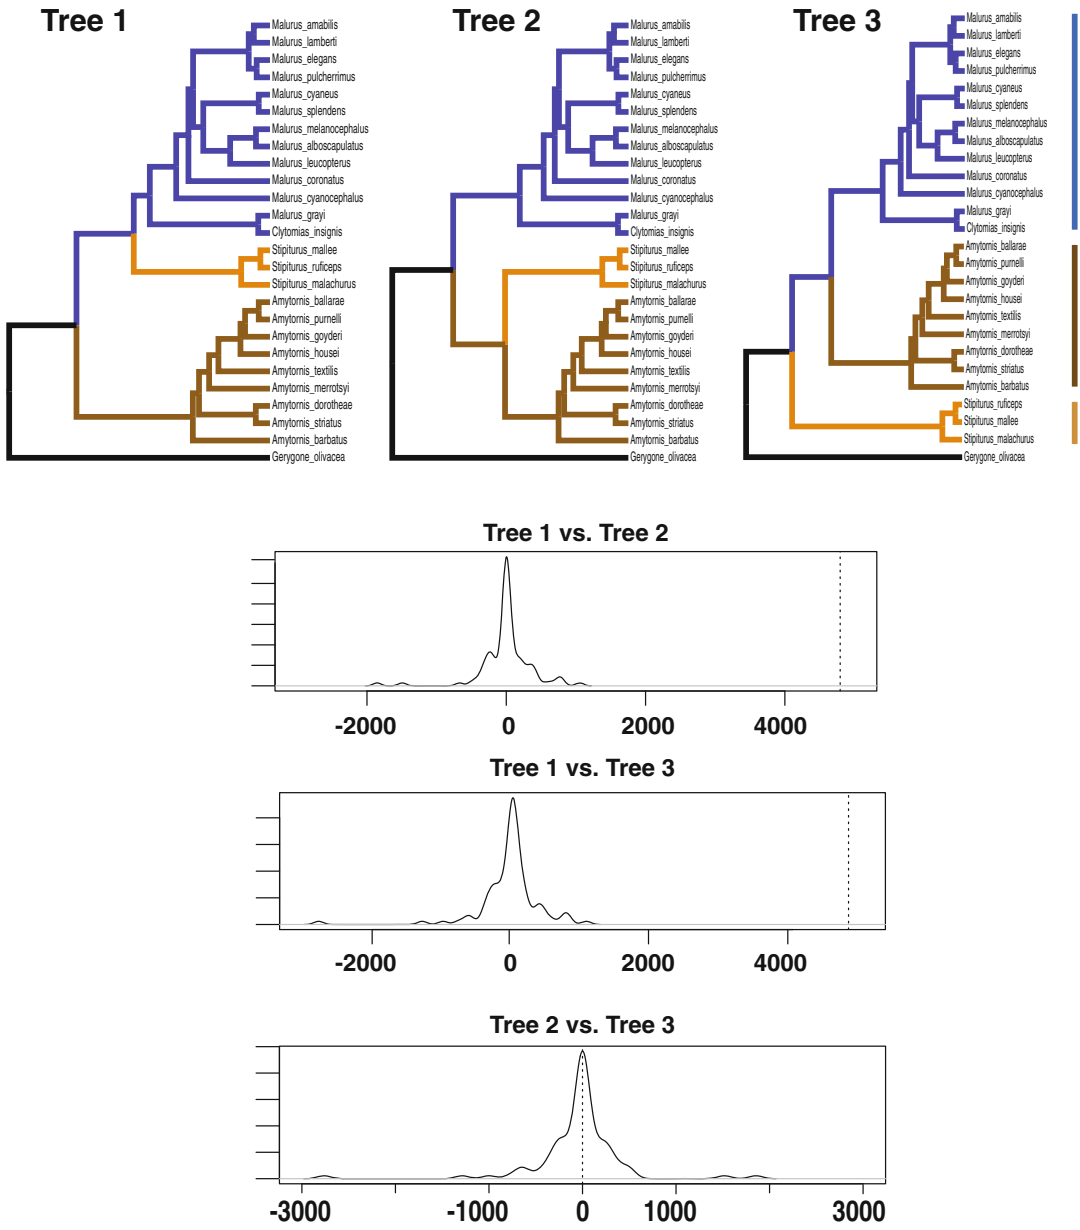 Tree 1
Tree 2
Tree 3
Malurus_amabilis
Malurus_lamberti
Malurus_elegans
Malurus_pulcherrimus
Malurus_cyaneus
Malurus_splendens
Malurus_melanocephalus
Malurus_alboscapulatus
Malurus_leucopterus
Malurus_coronatus
Malurus_cyanocephalus
Malurus_grayi
Clytomias_insignis
Stipiturus_mallee
Stipiturus_ruficeps
Stipiturus_malachurus
Amytornis_ballarae
Amytornis_purnelli
Amytornis_goyderi
Amytornis_housei
Amytornis_textilis
Amytornis_merrotsyi
Amytornis_dorotheae
Amytornis_striatus
Amytornis_barbatus
Gerygone_olivacea
Malurus_amabilis
Malurus_lamberti
Malurus_elegans
Malurus_pulcherrimus
Malurus_cyaneus
Malurus_splendens
Malurus_melanocephalus
Malurus_alboscapulatus
Malurus_leucopterus
Malurus_coronatus
Malurus_cyanocephalus
Malurus_grayi
Clytomias_insignis
Stipiturus_mallee
Stipiturus_ruficeps
Stipiturus_malachurus
Amytornis_ballarae
Amytornis_purnelli
Amytornis_goyderi
Amytornis_housei
Amytornis_textilis
Amytornis_merrotsyi
Amytornis_dorotheae
Amytornis_striatus
Amytornis_barbatus
Gerygone_olivacea
Malurus_amabilis
Malurus_lamberti
Malurus_elegans
Malurus_pulcherrimus
Malurus_cyaneus
Malurus_splendens
Malurus_melanocephalus
Malurus_alboscapulatus
Malurus_leucopterus
Malurus_coronatus
Malurus_cyanocephalus
Malurus_grayi
Clytomias_insignis
Amytornis_ballarae
Amytornis_purnelli
Amytornis_goyderi
Amytornis_housei
Amytornis_textilis
Amytornis_merrotsyi
Amytornis_dorotheae
Amytornis_striatus
Amytornis_barbatus
Stipiturus_ruficeps
Stipiturus_mallee
Stipiturus_malachurus
Gerygone_olivacea
Tree 1 vs. Tree 2
-2000 0 2000 4000
Tree 1 vs. Tree 3
-2000 0 2000 4000
Tree 2 vs. Tree 3
-3000 -1000 0 1000 3000